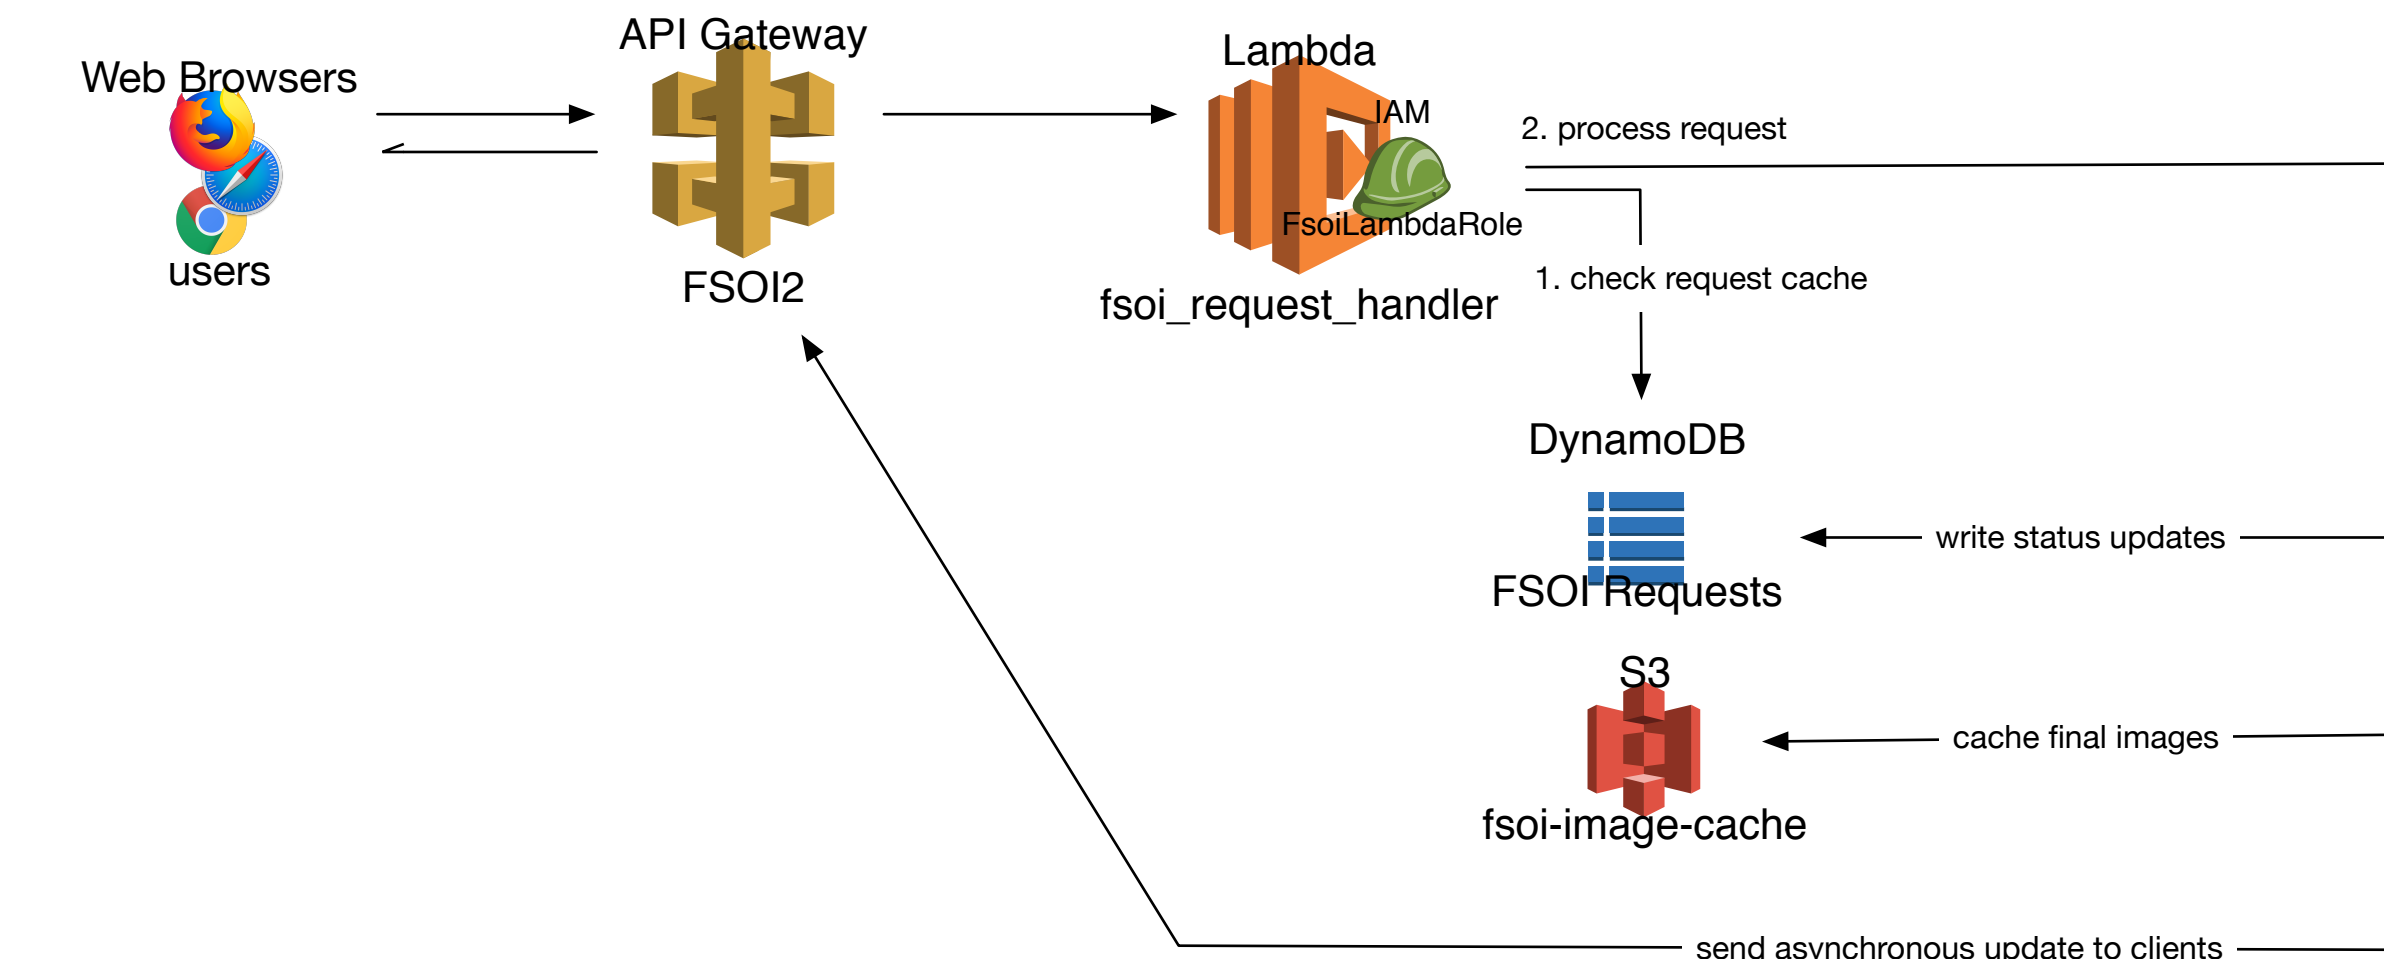 Web Browsers
users
API Gateway
FSOI2
Lambda
IAM
FsoiLambdaRole
fsoi_request_handler
2. process request
1. check request cache
DynamoDB
FSOI Requests
write status updates
S3
fsoi-image-cache
cache final images
send asynchronous update to clients